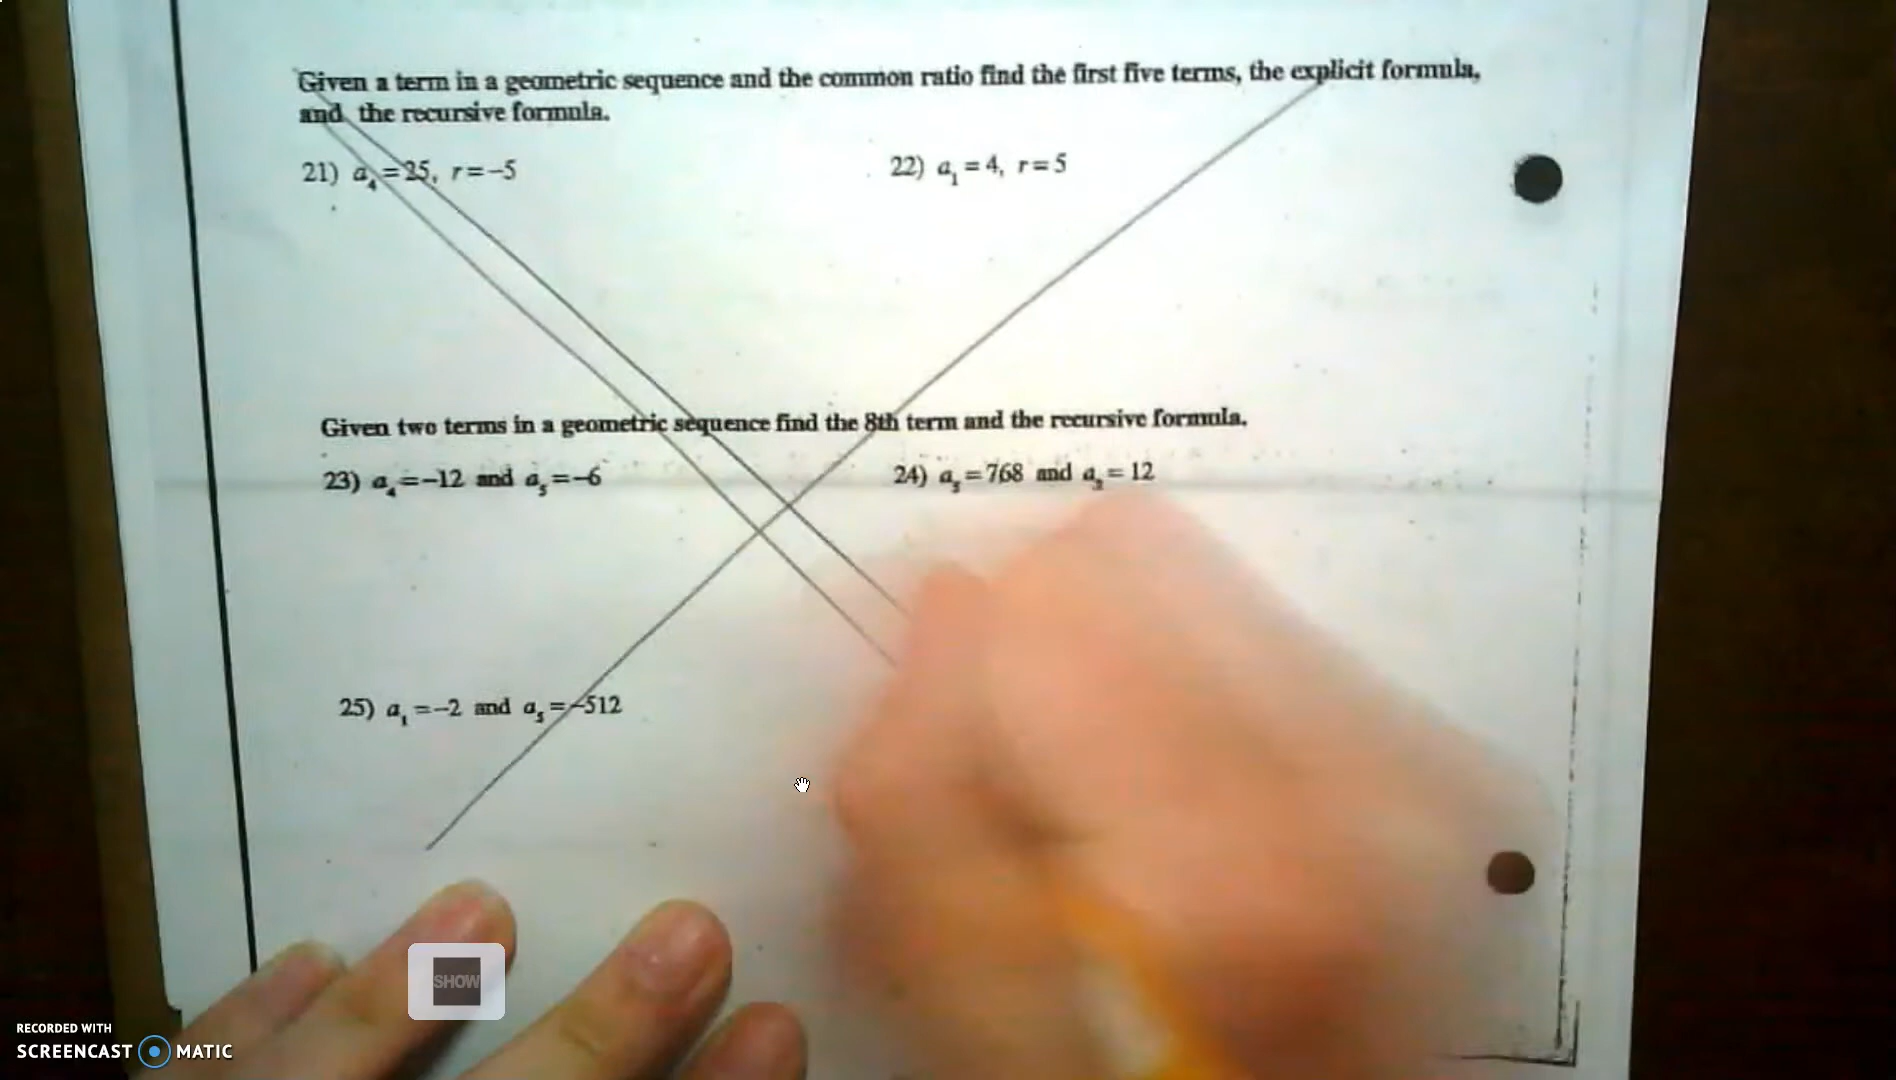 Given a term in a geometric sequence and the common ratio find the first five terms, the explicit formula,
and the recursive formula.
21) a₄ = 25, r = −5
22) a₁ = 4, r = 5
Given two terms in a geometric sequence find the 8th term and the recursive formula.
23) a₄ = −12 and a₅ = −6
24) a₅ = 768 and a₂ = 12
25) a₁ = −2 and a₅ = −512
SHOW
RECORDED WITH
SCREENCAST MATIC